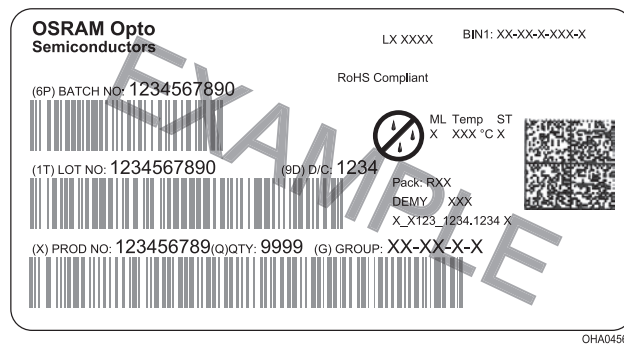 OSRAM Opto
Semiconductors
LX XXXX
BIN1: XX-XX-X-XXX-X
RoHS Compliant
(6P) BATCH NO: 1234567890
ML Temp ST
X XXX °C X
(1T) LOT NO: 1234567890 (9D) D/C: 1234
Pack: RXX
DEMY XXX
X_X123_1234.1234 X
(X) PROD NO: 123456789(Q)QTY: 9999 (G) GROUP: XX-XX-X-X
EXAMPLE
OHA0456